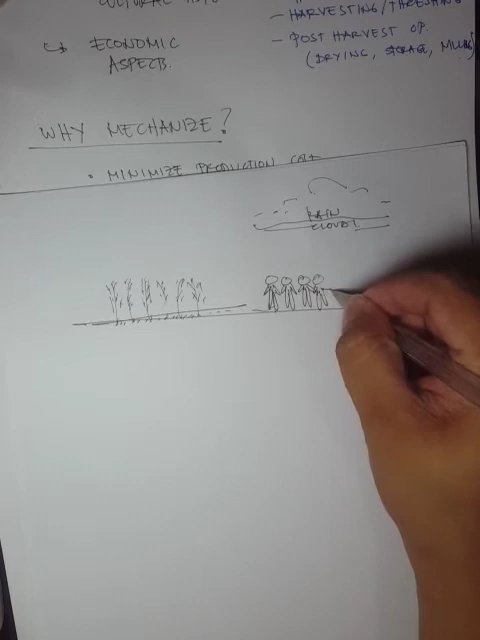 - HARVESTING/THRESHING
↳ ECONOMIC
ASPECTS.
- POST HARVEST OP.
(DRYING, STORAGE, MILLING)
WHY MECHANIZE?
• MINIMIZE PRODUCTION COST
RAIN
CLOUD!